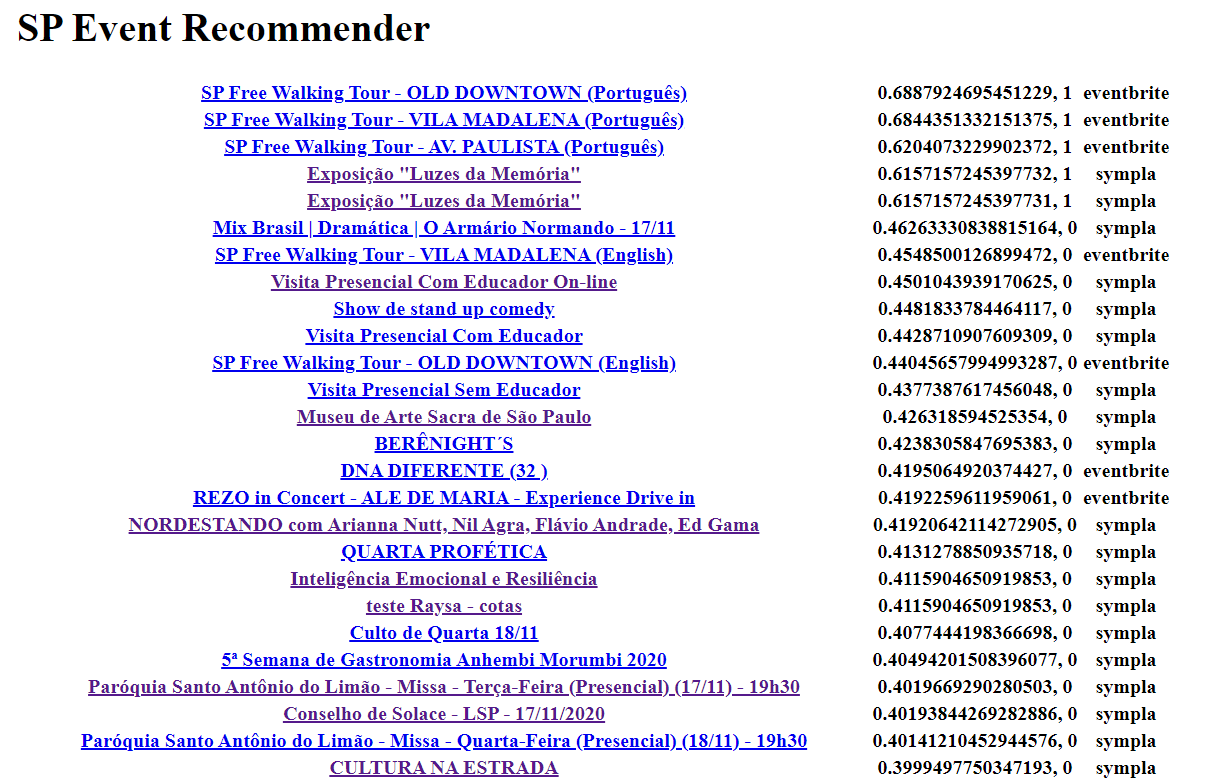 SP Event Recommender
SP Free Walking Tour - OLD DOWNTOWN (Português) 0.6887924695451229, 1 eventbrite
SP Free Walking Tour - VILA MADALENA (Português) 0.6844351332151375, 1 eventbrite
SP Free Walking Tour - AV. PAULISTA (Português) 0.6204073229902372, 1 eventbrite
Exposição "Luzes da Memória" 0.6157157245397732, 1 sympla
Exposição "Luzes da Memória" 0.6157157245397731, 1 sympla
Mix Brasil | Dramática | O Armário Normando - 17/11 0.46263330838815164, 0 sympla
SP Free Walking Tour - VILA MADALENA (English) 0.4548500126899472, 0 eventbrite
Visita Presencial Com Educador On-line 0.4501043939170625, 0 sympla
Show de stand up comedy 0.4481833784464117, 0 sympla
Visita Presencial Com Educador 0.4428710907609309, 0 sympla
SP Free Walking Tour - OLD DOWNTOWN (English) 0.44045657994993287, 0 eventbrite
Visita Presencial Sem Educador 0.4377387617456048, 0 sympla
Museu de Arte Sacra de São Paulo 0.426318594525354, 0 sympla
BERÊNIGHT´S 0.4238305847695383, 0 sympla
DNA DIFERENTE (32 ) 0.4195064920374427, 0 eventbrite
REZO in Concert - ALE DE MARIA - Experience Drive in 0.4192259611959061, 0 eventbrite
NORDESTANDO com Arianna Nutt, Nil Agra, Flávio Andrade, Ed Gama 0.41920642114272905, 0 sympla
QUARTA PROFÉTICA 0.4131278850935718, 0 sympla
Inteligência Emocional e Resiliência 0.4115904650919853, 0 sympla
teste Raysa - cotas 0.4115904650919853, 0 sympla
Culto de Quarta 18/11 0.4077444198366698, 0 sympla
5ª Semana de Gastronomia Anhembi Morumbi 2020 0.40494201508396077, 0 sympla
Paróquia Santo Antônio do Limão - Missa - Terça-Feira (Presencial) (17/11) - 19h30 0.4019669290280503, 0 sympla
Conselho de Solace - LSP - 17/11/2020 0.40193844269282886, 0 sympla
Paróquia Santo Antônio do Limão - Missa - Quarta-Feira (Presencial) (18/11) - 19h30 0.40141210452944576, 0 sympla
CULTURA NA ESTRADA 0.3999497750347193, 0 sympla